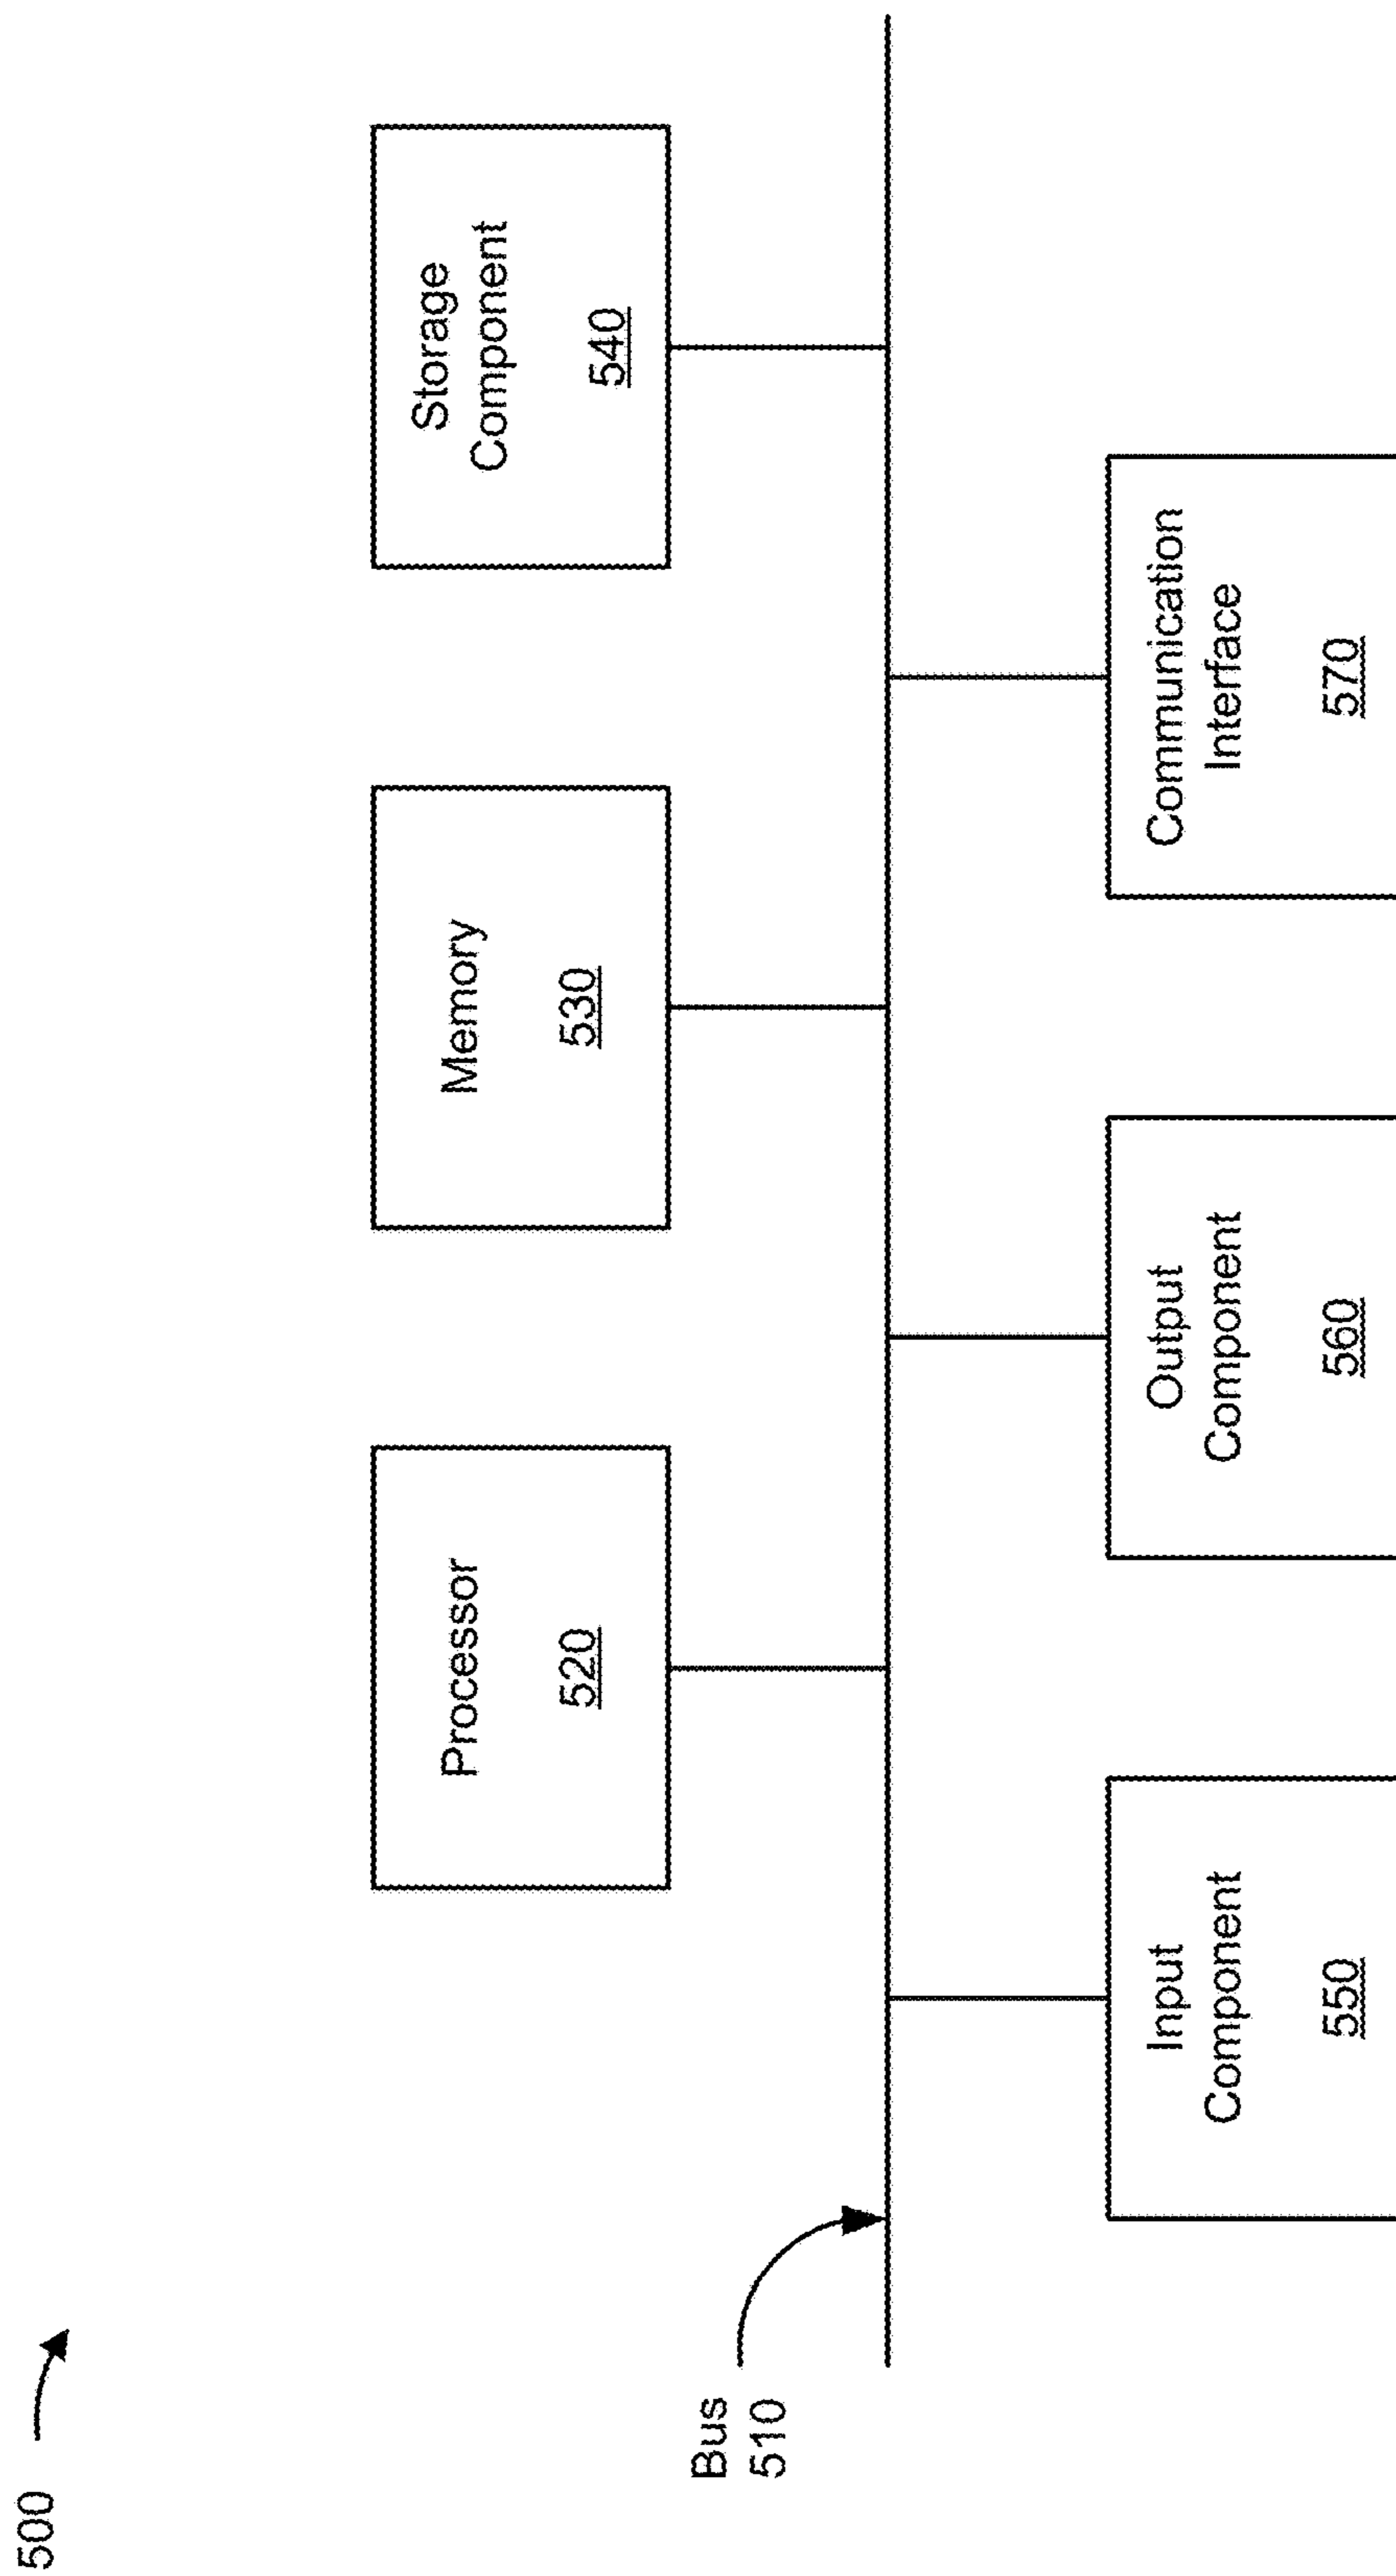 500
Processor
520
Memory
530
Storage
Component
540
Bus
510
Input
Component
550
Output
Component
560
Communication
Interface
570